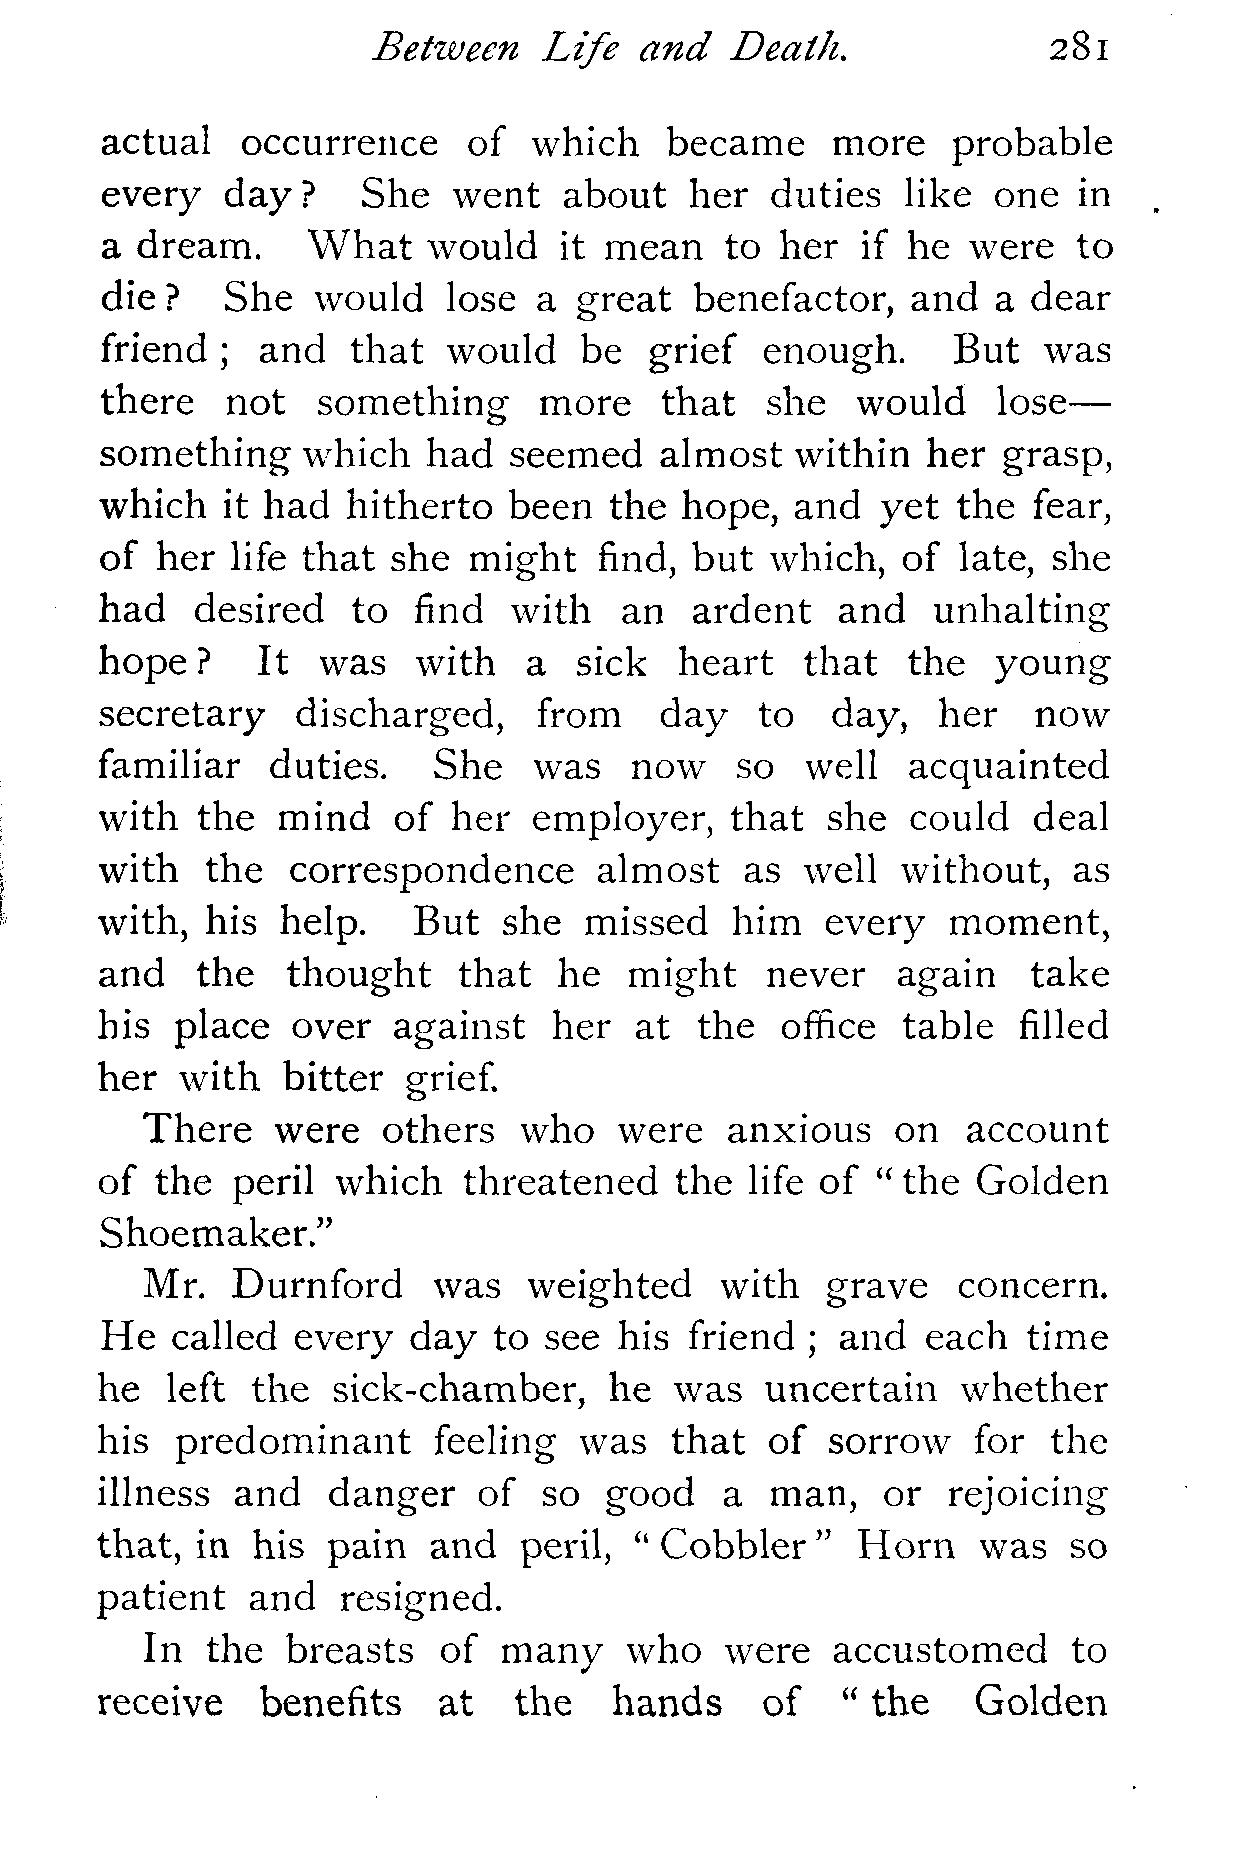 Between Life and Death. 281
actual occurrence of which became more probable
every day ? She went about her duties like one in
a dream. What would it mean to her if he were to
die ? She would lose a great benefactor, and a dear
friend ; and that would be grief enough. But was
there not something more that she would lose—
something which had seemed almost within her grasp,
which it had hitherto been the hope, and yet the fear,
of her life that she might find, but which, of late, she
had desired to find with an ardent and unhalting
hope ? It was with a sick heart that the young
secretary discharged, from day to day, her now
familiar duties. She was now so well acquainted
with the mind of her employer, that she could deal
with the correspondence almost as well without, as
with, his help. But she missed him every moment,
and the thought that he might never again take
his place over against her at the office table filled
her with bitter grief.
There were others who were anxious on account
of the peril which threatened the life of “ the Golden
Shoemaker.”
Mr. Durnford was weighted with grave concern.
He called every day to see his friend ; and each time
he left the sick-chamber, he was uncertain whether
his predominant feeling was that of sorrow for the
illness and danger of so good a man, or rejoicing
that, in his pain and peril, “ Cobbler ” Horn was so
patient and resigned.
In the breasts of many who were accustomed to
receive benefits at the hands of “ the Golden